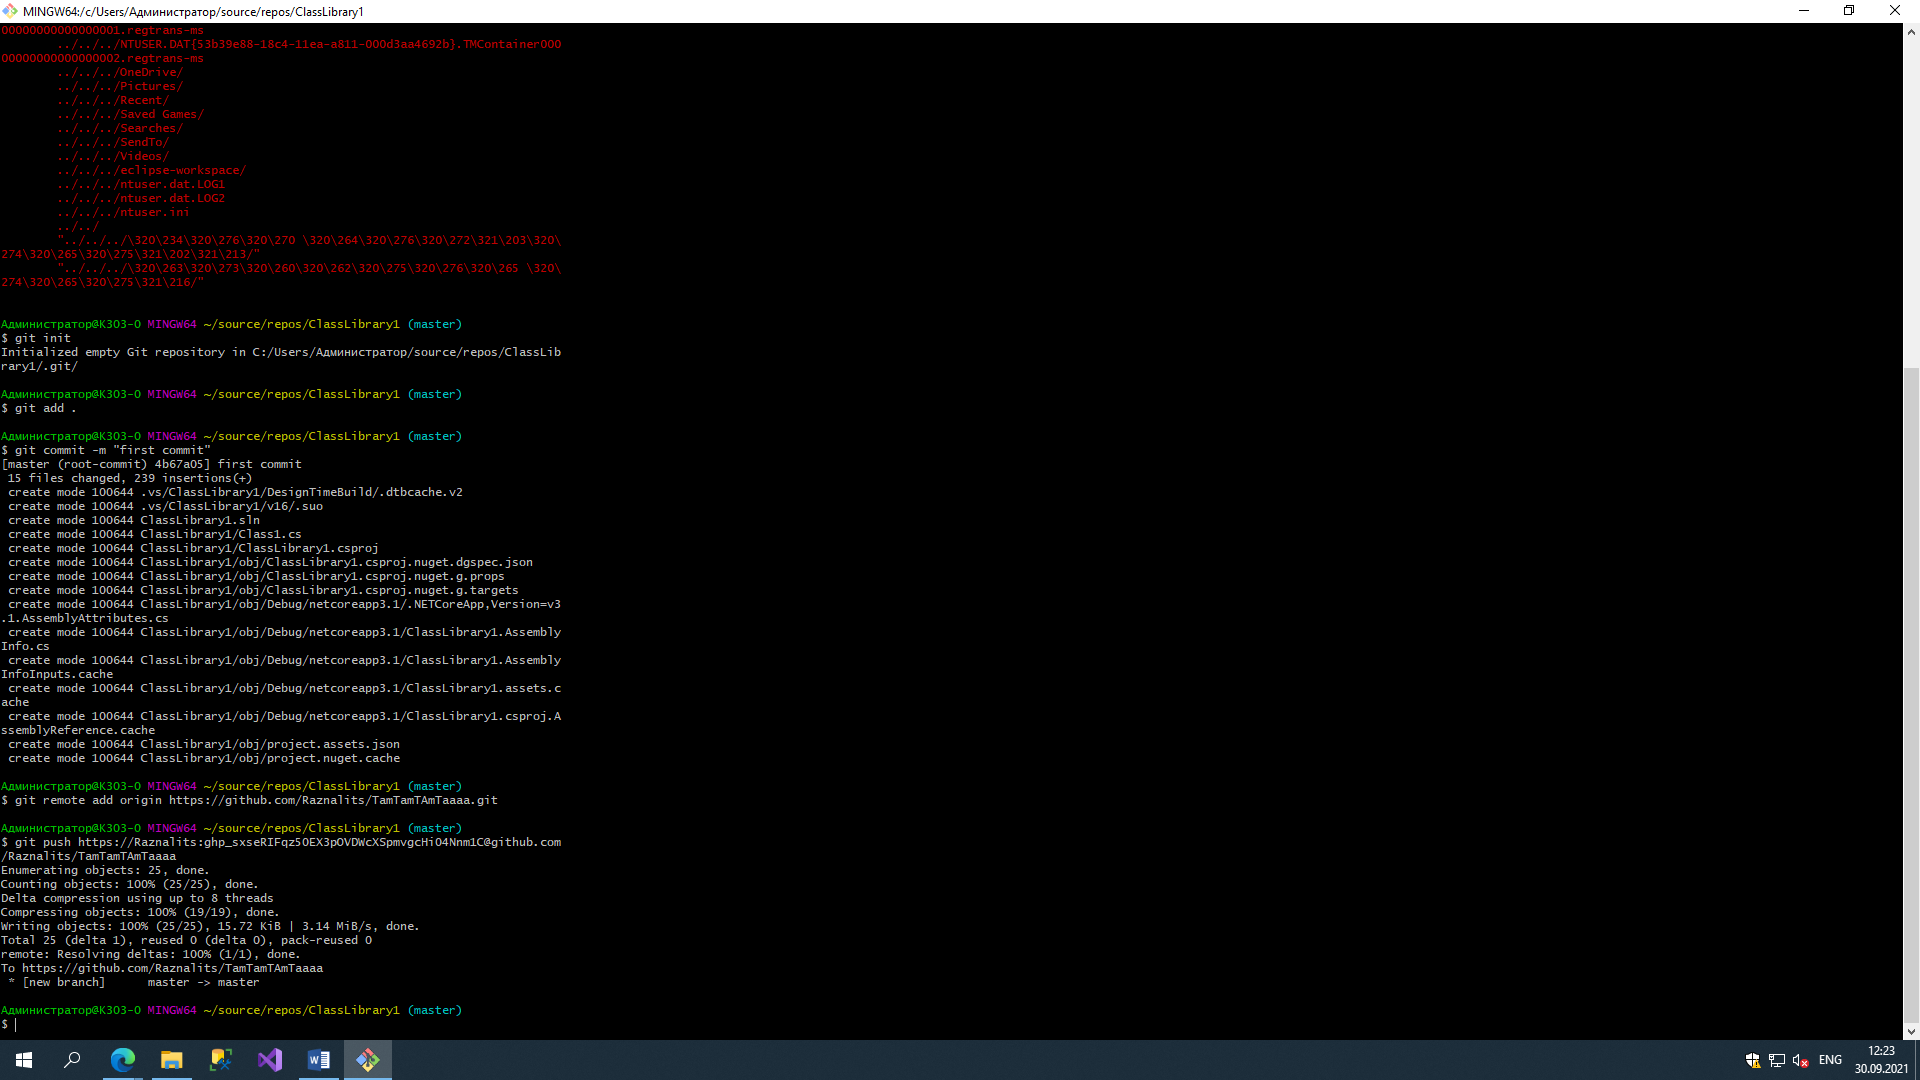 MINGW64:/c/Users/Администратор/source/repos/ClassLibrary1
00000000000000001.regtrans-ms
../../../NTUSER.DAT{53b39e88-18c4-11ea-a811-000d3aa4692b}.TMContainer000
00000000000000002.regtrans-ms
../../../OneDrive/
../../../Pictures/
../../../Recent/
../../../Saved Games/
../../../Searches/
../../../SendTo/
../../../Videos/
../../../eclipse-workspace/
../../../ntuser.dat.LOG1
../../../ntuser.dat.LOG2
../../../ntuser.ini
../../
"../../../\320\234\320\276\320\270 \320\264\320\276\320\272\321\203\320\
274\320\265\320\275\321\202\321\213/"
"../../../\320\263\320\273\320\260\320\262\320\275\320\276\320\265 \320\
274\320\265\320\275\321\216/"
Администратор@K303-0 MINGW64 ~/source/repos/ClassLibrary1 (master)
$ git init
Initialized empty Git repository in C:/Users/Администратор/source/repos/ClassLib
rary1/.git/
Администратор@K303-0 MINGW64 ~/source/repos/ClassLibrary1 (master)
$ git add .
Администратор@K303-0 MINGW64 ~/source/repos/ClassLibrary1 (master)
$ git commit -m "first commit"
[master (root-commit) 4b67a05] first commit
15 files changed, 239 insertions(+)
create mode 100644 .vs/ClassLibrary1/DesignTimeBuild/.dtbcache.v2
create mode 100644 .vs/ClassLibrary1/v16/.suo
create mode 100644 ClassLibrary1.sln
create mode 100644 ClassLibrary1/Class1.cs
create mode 100644 ClassLibrary1/ClassLibrary1.csproj
create mode 100644 ClassLibrary1/obj/ClassLibrary1.csproj.nuget.dgspec.json
create mode 100644 ClassLibrary1/obj/ClassLibrary1.csproj.nuget.g.props
create mode 100644 ClassLibrary1/obj/ClassLibrary1.csproj.nuget.g.targets
create mode 100644 ClassLibrary1/obj/Debug/netcoreapp3.1/.NETCoreApp,Version=v3
.1.AssemblyAttributes.cs
create mode 100644 ClassLibrary1/obj/Debug/netcoreapp3.1/ClassLibrary1.Assembly
Info.cs
create mode 100644 ClassLibrary1/obj/Debug/netcoreapp3.1/ClassLibrary1.Assembly
InfoInputs.cache
create mode 100644 ClassLibrary1/obj/Debug/netcoreapp3.1/ClassLibrary1.assets.c
ache
create mode 100644 ClassLibrary1/obj/Debug/netcoreapp3.1/ClassLibrary1.csproj.A
ssemblyReference.cache
create mode 100644 ClassLibrary1/obj/project.assets.json
create mode 100644 ClassLibrary1/obj/project.nuget.cache
Администратор@K303-0 MINGW64 ~/source/repos/ClassLibrary1 (master)
$ git remote add origin https://github.com/Raznalits/TamTamTAmTaaaa.git
Администратор@K303-0 MINGW64 ~/source/repos/ClassLibrary1 (master)
$ git push https://Raznalits:ghp_sxseRIFqz5OEX3pOVDWcXSpmvgcHiO4Nnm1C@github.com
/Raznalits/TamTamTAmTaaaa
Enumerating objects: 25, done.
Counting objects: 100% (25/25), done.
Delta compression using up to 8 threads
Compressing objects: 100% (19/19), done.
Writing objects: 100% (25/25), 15.72 KiB | 3.14 MiB/s, done.
Total 25 (delta 1), reused 0 (delta 0), pack-reused 0
remote: Resolving deltas: 100% (1/1), done.
To https://github.com/Raznalits/TamTamTAmTaaaa
* [new branch]      master -> master
Администратор@K303-0 MINGW64 ~/source/repos/ClassLibrary1 (master)
$
ENG
12:23
30.09.2021